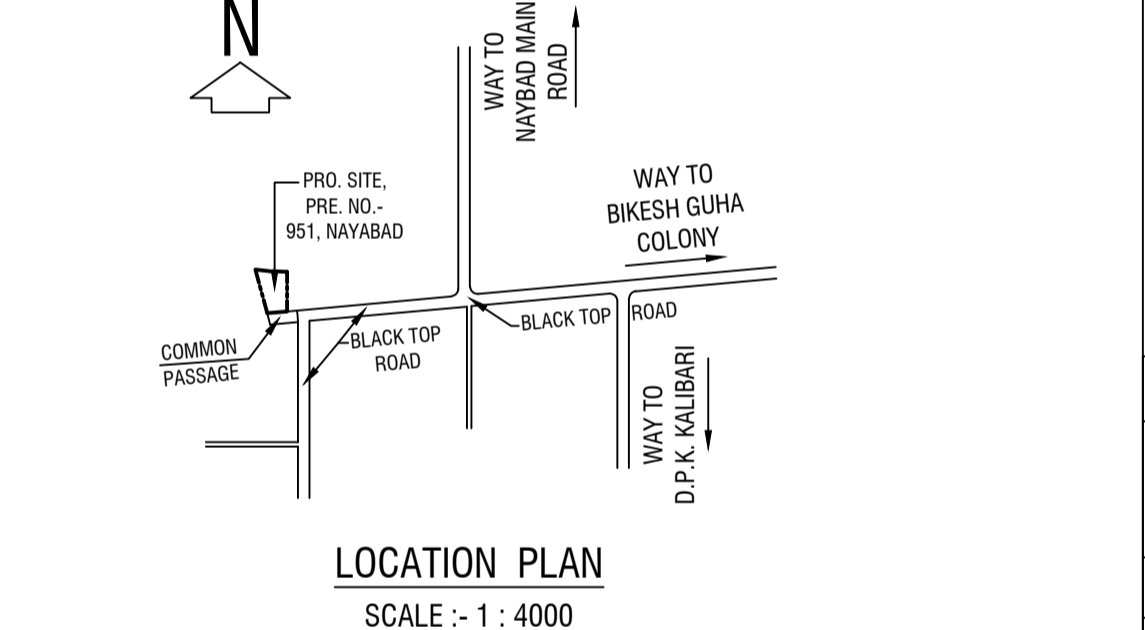 N
WAY TO
NAYBAD MAIN
ROAD
PRO. SITE,
PRE. NO.-
951, NAYABAD
WAY TO
BIKESH GUHA
COLONY
BLACK TOP ROAD
BLACK TOP
ROAD
COMMON
PASSAGE
WAY TO
D.P.K. KALIBARI
LOCATION PLAN
SCALE :- 1 : 4000